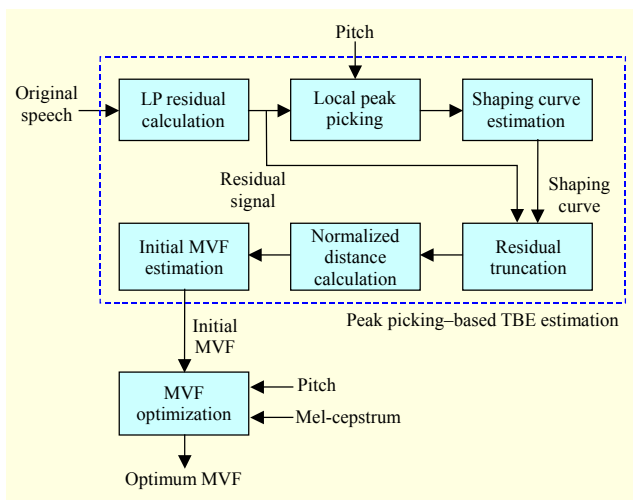 Pitch
Original
speech
LP residual
calculation
Local peak
picking
Shaping curve
estimation
Residual
signal
Shaping
curve
Initial MVF
estimation
Normalized
distance
calculation
Residual
truncation
Peak picking–based TBE estimation
Initial
MVF
MVF
optimization
Pitch
Mel-cepstrum
Optimum MVF